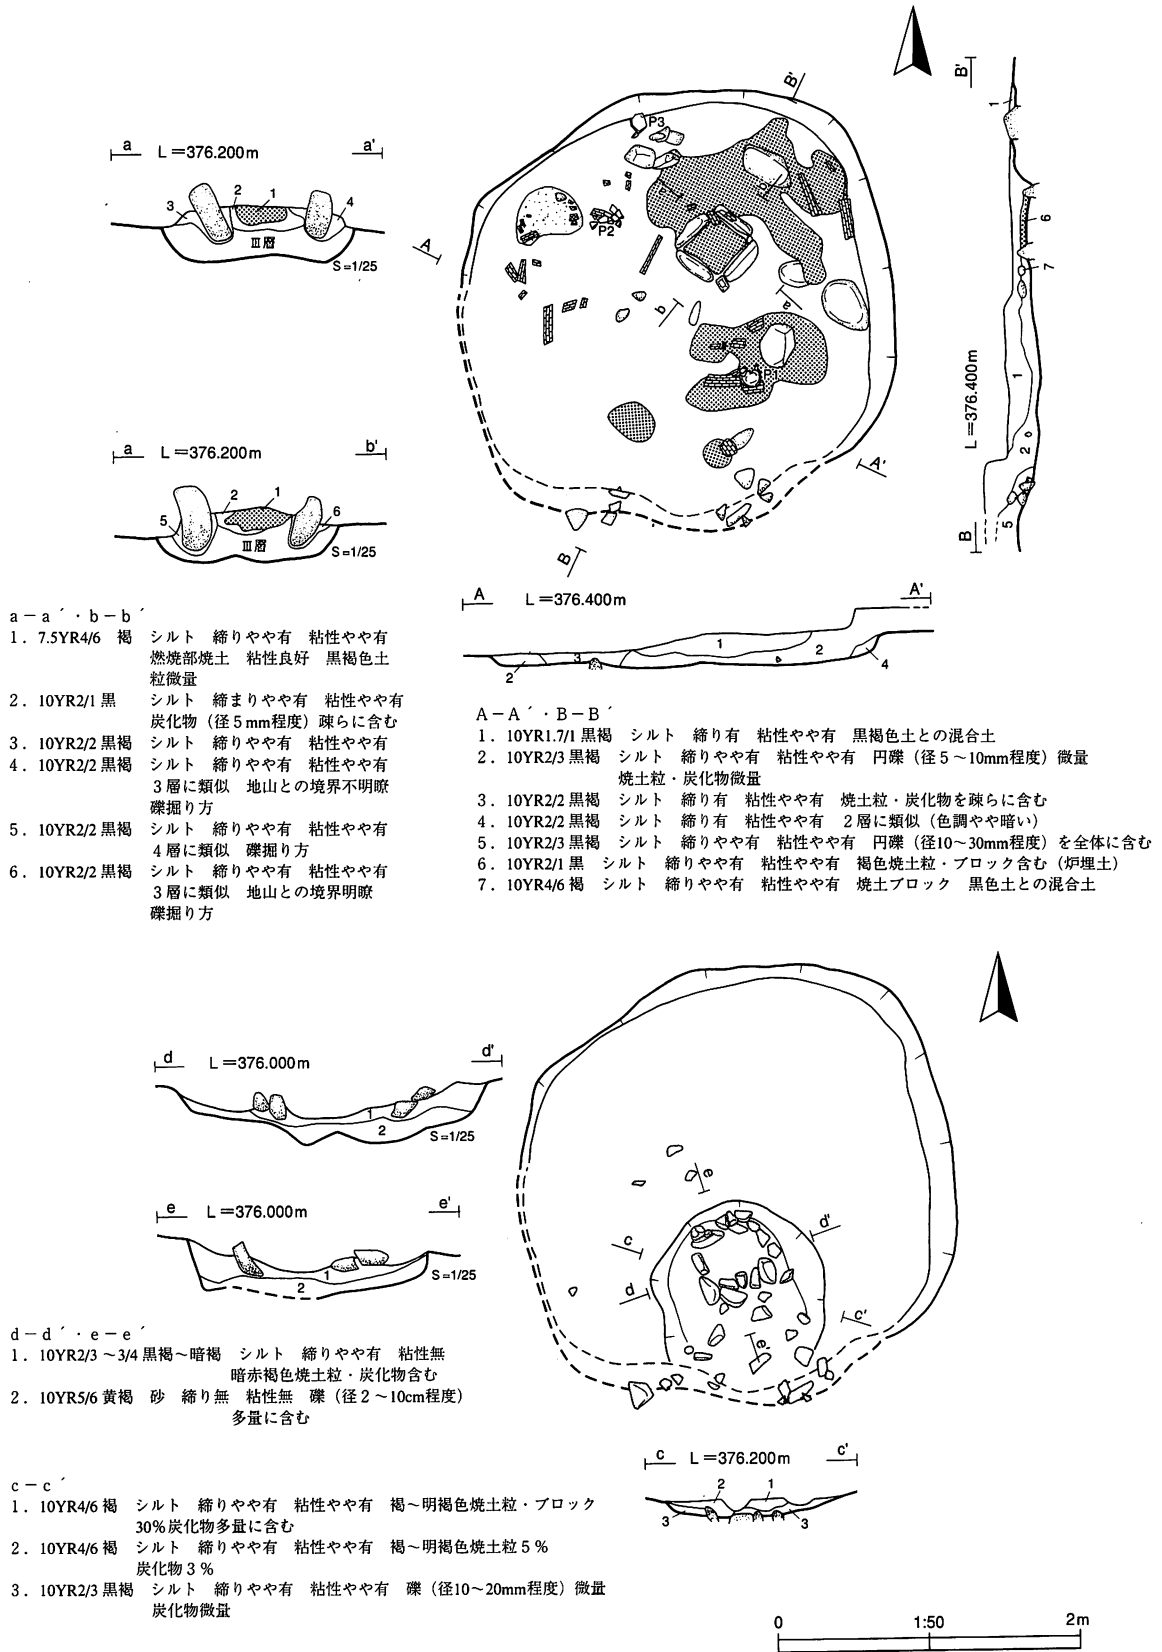 a L=376.200m a'
3 2 1 4
Ⅲ層
S=1/25
a L=376.200m b'
5 2 1 6
Ⅲ層
S=1/25
B'
P3
P2
A
b
a
P1
A'
B
B'
1
6
7
L=376.400m
1
2
5
B
A L=376.400m A'
1 2 3 2 4
a-a´・b-b´
1. 7.5YR4/6 褐 シルト 締りやや有 粘性やや有
燃焼部焼土 粘性良好 黒褐色土
粒微量
2. 10YR2/1 黒 シルト 締まりやや有 粘性やや有
炭化物（径5mm程度）疎らに含む
3. 10YR2/2 黒褐 シルト 締りやや有 粘性やや有
4. 10YR2/2 黒褐 シルト 締りやや有 粘性やや有
3層に類似 地山との境界不明瞭
礫掘り方
5. 10YR2/2 黒褐 シルト 締りやや有 粘性やや有
4層に類似 礫掘り方
6. 10YR2/2 黒褐 シルト 締りやや有 粘性やや有
3層に類似 地山との境界明瞭
礫掘り方
A-A´・B-B´
1. 10YR1.7/1 黒褐 シルト 締り有 粘性やや有 黒褐色土との混合土
2. 10YR2/3 黒褐 シルト 締りやや有 粘性やや有 円礫（径5～10mm程度）微量
焼土粒・炭化物微量
3. 10YR2/2 黒褐 シルト 締り有 粘性やや有 焼土粒・炭化物を疎らに含む
4. 10YR2/2 黒褐 シルト 締り有 粘性やや有 2層に類似（色調やや暗い）
5. 10YR2/3 黒褐 シルト 締りやや有 粘性やや有 円礫（径10～30mm程度）を全体に含む
6. 10YR2/1 黒 シルト 締りやや有 粘性やや有 褐色焼土粒・ブロック含む（炉埋土）
7. 10YR4/6 褐 シルト 締りやや有 粘性やや有 焼土ブロック 黒色土との混合土
d L=376.000m d'
1
2
S=1/25
e L=376.000m e'
1
2
S=1/25
e
c
d
d'
c'
e'
d-d´・e-e´
1. 10YR2/3～3/4 黒褐～暗褐 シルト 締りやや有 粘性無
暗赤褐色焼土粒・炭化物含む
2. 10YR5/6 黄褐 砂 締り無 粘性無 礫（径2～10cm程度）
多量に含む
c L=376.200m c'
2 1
3 3
c-c´
1. 10YR4/6 褐 シルト 締りやや有 粘性やや有 褐～明褐色焼土粒・ブロック
30％炭化物多量に含む
2. 10YR4/6 褐 シルト 締りやや有 粘性やや有 褐～明褐色焼土粒5％
炭化物3％
3. 10YR2/3 黒褐 シルト 締りやや有 粘性やや有 礫（径10～20mm程度）微量
炭化物微量
0 1:50 2m